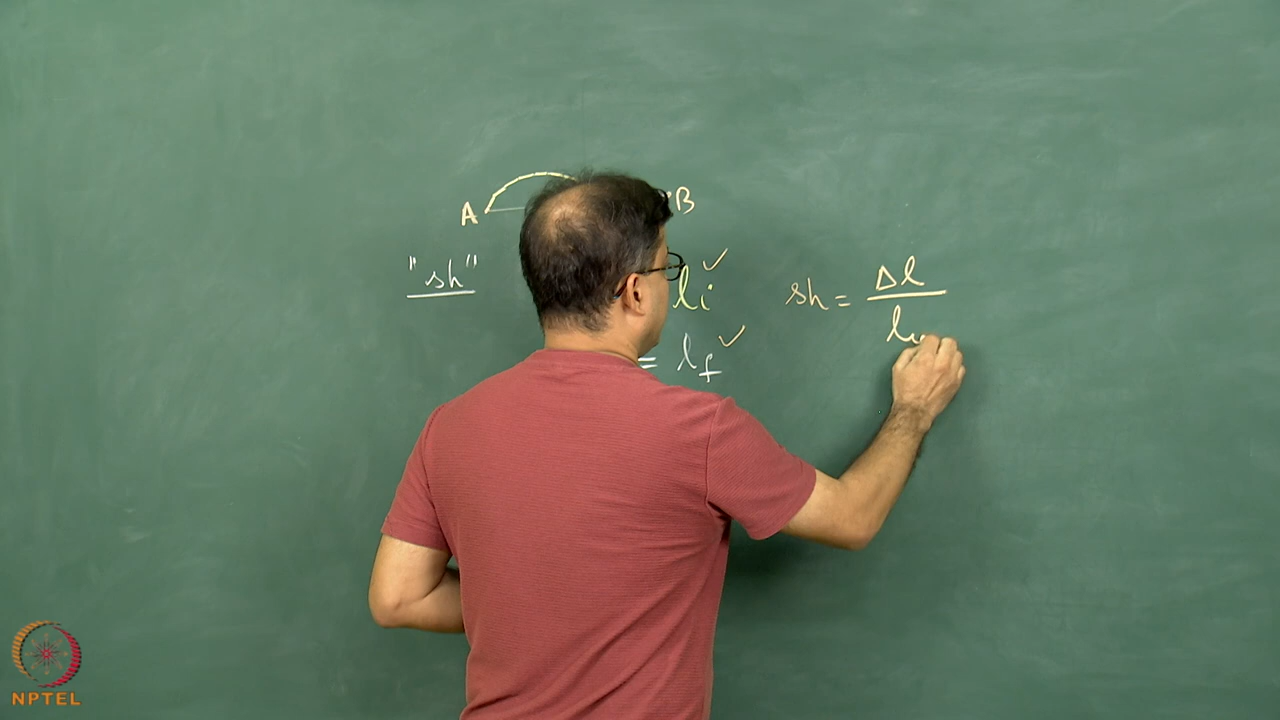 A B
"sh" li ✓ sh = Δl / l
= lf ✓
NPTEL